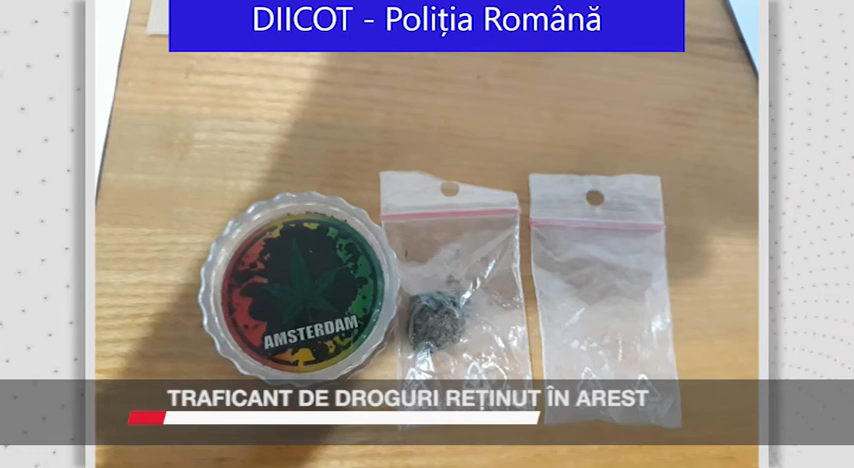 DIICOT - Poliția Română
AMSTERDAM
TRAFICANT DE DROGURI REȚINUT ÎN AREST